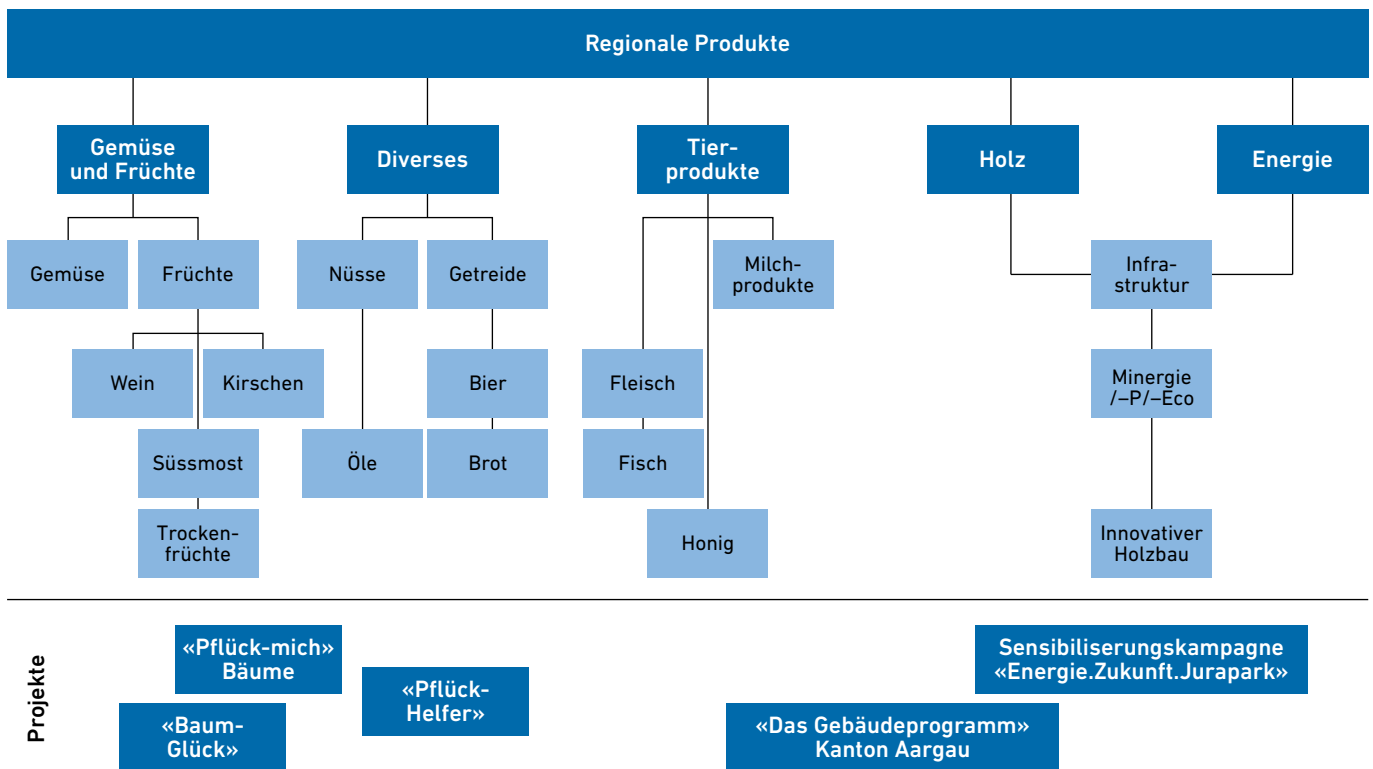 Regionale Produkte
Gemüse
und Früchte
Diverses
Tier-
produkte
Holz
Energie
Gemüse
Früchte
Nüsse
Getreide
Milch-
produkte
Infra-
struktur
Wein
Kirschen
Bier
Fleisch
Minergie
/–P/–Eco
Süssmost
Öle
Brot
Fisch
Trocken-
früchte
Honig
Innovativer
Holzbau
Projekte
«Pflück-mich»
Bäume
«Pflück-
Helfer»
Sensibiliserungskampagne
«Energie.Zukunft.Jurapark»
«Baum-
Glück»
«Das Gebäudeprogramm»
Kanton Aargau